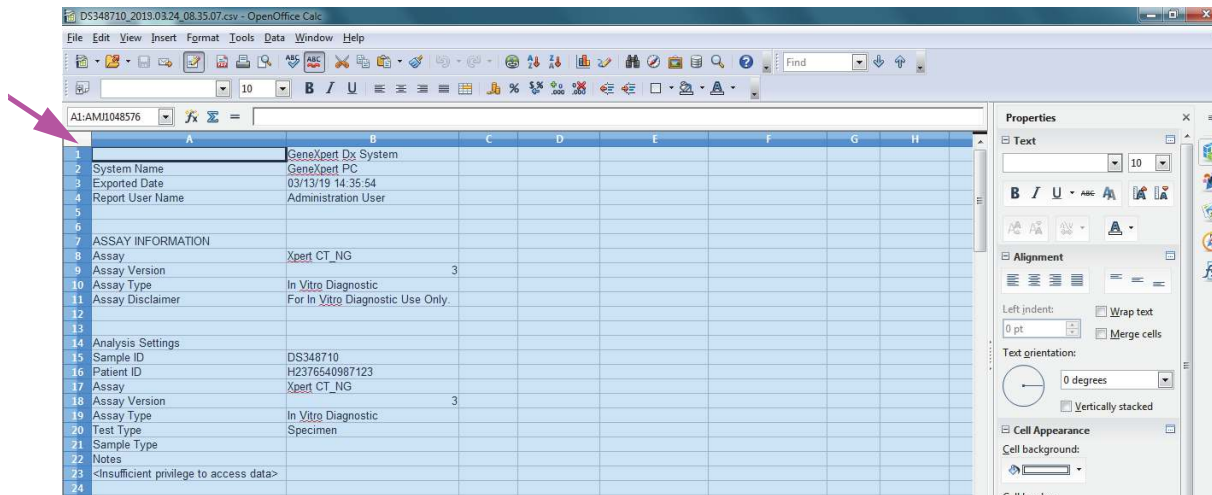 DS348710_2019.03.24_08.35.07.csv - OpenOffice Calc
File Edit View Insert Format Tools Data Window Help
Find
10
A1:AMJ1048576
Properties
Text
10
A B C D E F G H
1 GeneXpert Dx System
2 System Name GeneXpert PC
3 Exported Date 03/13/19 14:35:54
4 Report User Name Administration User
5
6
7 ASSAY INFORMATION
8 Assay Xpert CT_NG
9 Assay Version 3
10 Assay Type In Vitro Diagnostic
11 Assay Disclaimer For In Vitro Diagnostic Use Only.
12
13
14 Analysis Settings
15 Sample ID DS348710
16 Patient ID H2376540987123
17 Assay Xpert CT_NG
18 Assay Version 3
19 Assay Type In Vitro Diagnostic
20 Test Type Specimen
21 Sample Type
22 Notes
23 <Insufficient privilege to access data>
24
Alignment
Left indent:
Wrap text
0 pt
Merge cells
Text orientation:
0 degrees
Vertically stacked
Cell Appearance
Cell background: